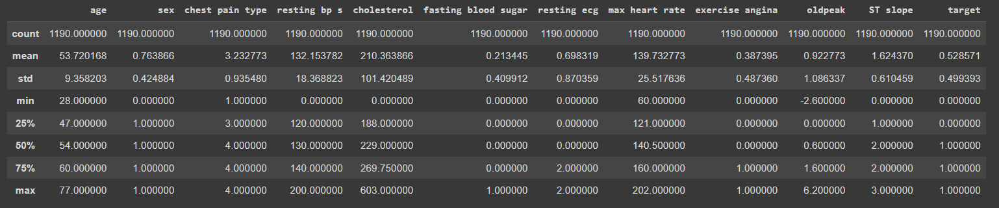 age sex chest pain type resting bp s cholesterol fasting blood sugar resting ecg max heart rate exercise angina oldpeak ST slope target
count 1190.000000 1190.000000 1190.000000 1190.000000 1190.000000 1190.000000 1190.000000 1190.000000 1190.000000 1190.000000 1190.000000 1190.000000
mean 53.720168 0.763866 3.232773 132.153782 210.363866 0.213445 0.698319 139.732773 0.387395 0.922773 1.624370 0.528571
std 9.358203 0.424884 0.935480 18.368823 101.420489 0.409912 0.870359 25.517636 0.487360 1.086337 0.610459 0.499393
min 28.000000 0.000000 1.000000 0.000000 0.000000 0.000000 0.000000 60.000000 0.000000 -2.600000 0.000000 0.000000
25% 47.000000 1.000000 3.000000 120.000000 188.000000 0.000000 0.000000 121.000000 0.000000 0.000000 1.000000 0.000000
50% 54.000000 1.000000 4.000000 130.000000 229.000000 0.000000 0.000000 140.500000 0.000000 0.600000 2.000000 1.000000
75% 60.000000 1.000000 4.000000 140.000000 269.750000 0.000000 2.000000 160.000000 1.000000 1.600000 2.000000 1.000000
max 77.000000 1.000000 4.000000 200.000000 603.000000 1.000000 2.000000 202.000000 1.000000 6.200000 3.000000 1.000000